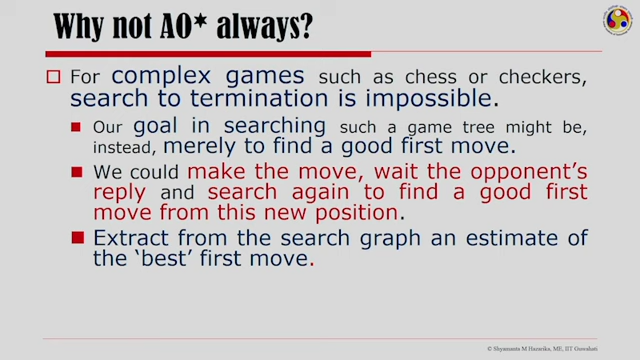 Why not AO* always?
For complex games such as chess or checkers,
search to termination is impossible.
Our goal in searching such a game tree might be,
instead, merely to find a good first move.
We could make the move, wait the opponent's
reply and search again to find a good first
move from this new position.
Extract from the search graph an estimate of
the 'best' first move.
© Shyamanta M Hazarika, ME, IIT Guwahati